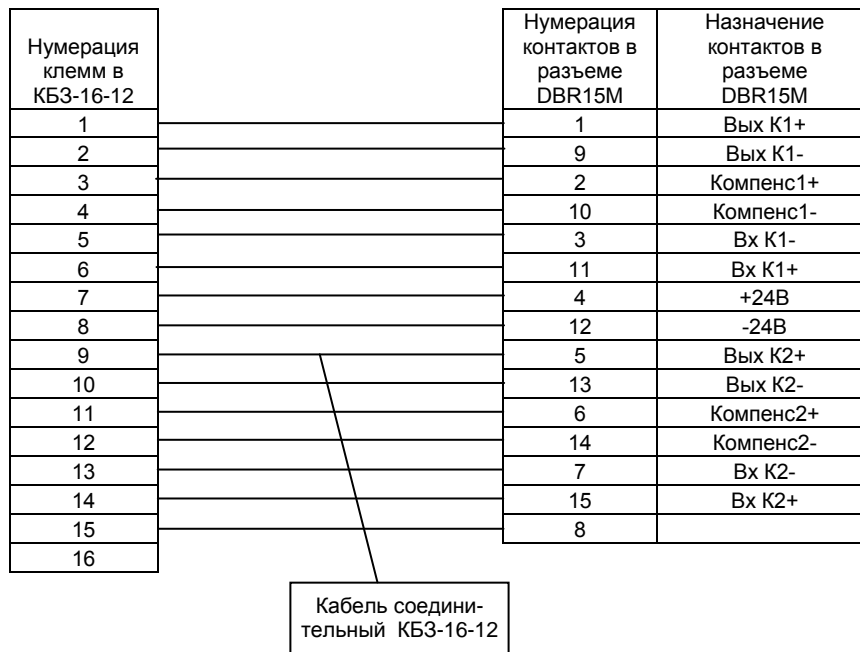 Нумерация
клемм в
КБЗ-16-12
Нумерация
контактов в
разъеме
DBR15M
Назначение
контактов в
разъеме
DBR15M
1 1 Вых К1+
2 9 Вых К1-
3 2 Компенс1+
4 10 Компенс1-
5 3 Вх К1-
6 11 Вх К1+
7 4 +24В
8 12 -24В
9 5 Вых К2+
10 13 Вых К2-
11 6 Компенс2+
12 14 Компенс2-
13 7 Вх К2-
14 15 Вх К2+
15 8
16
Кабель соедини-
тельный КБЗ-16-12